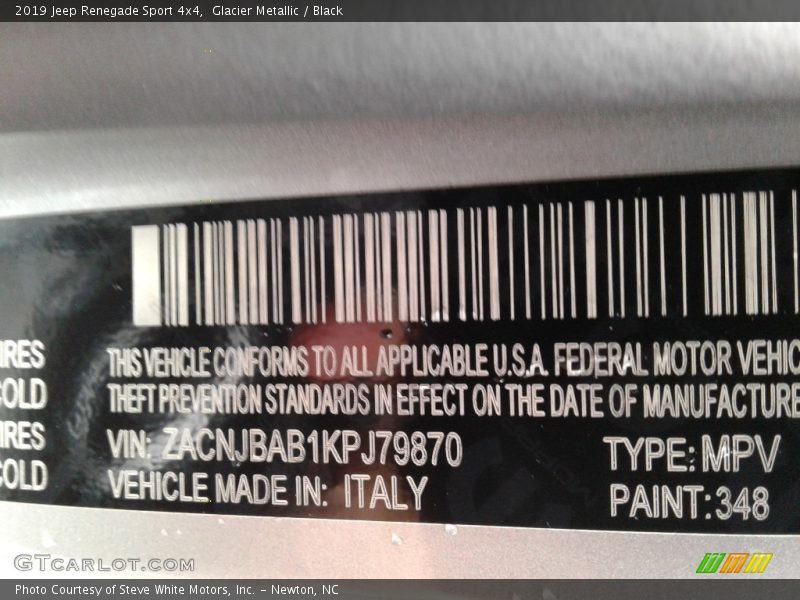 2019 Jeep Renegade Sport 4x4,  Glacier Metallic / Black
IRES
COLD
IRES
COLD
THIS VEHICLE CONFORMS TO ALL APPLICABLE U.S.A. FEDERAL MOTOR VEHIC
THEFT PREVENTION STANDARDS IN EFFECT ON THE DATE OF MANUFACTURE
VIN: ZACNJBAB1KPJ79870
TYPE: MPV
VEHICLE MADE IN: ITALY
PAINT: 348
GTCARLOT.COM
Photo Courtesy of Steve White Motors, Inc. – Newton, NC